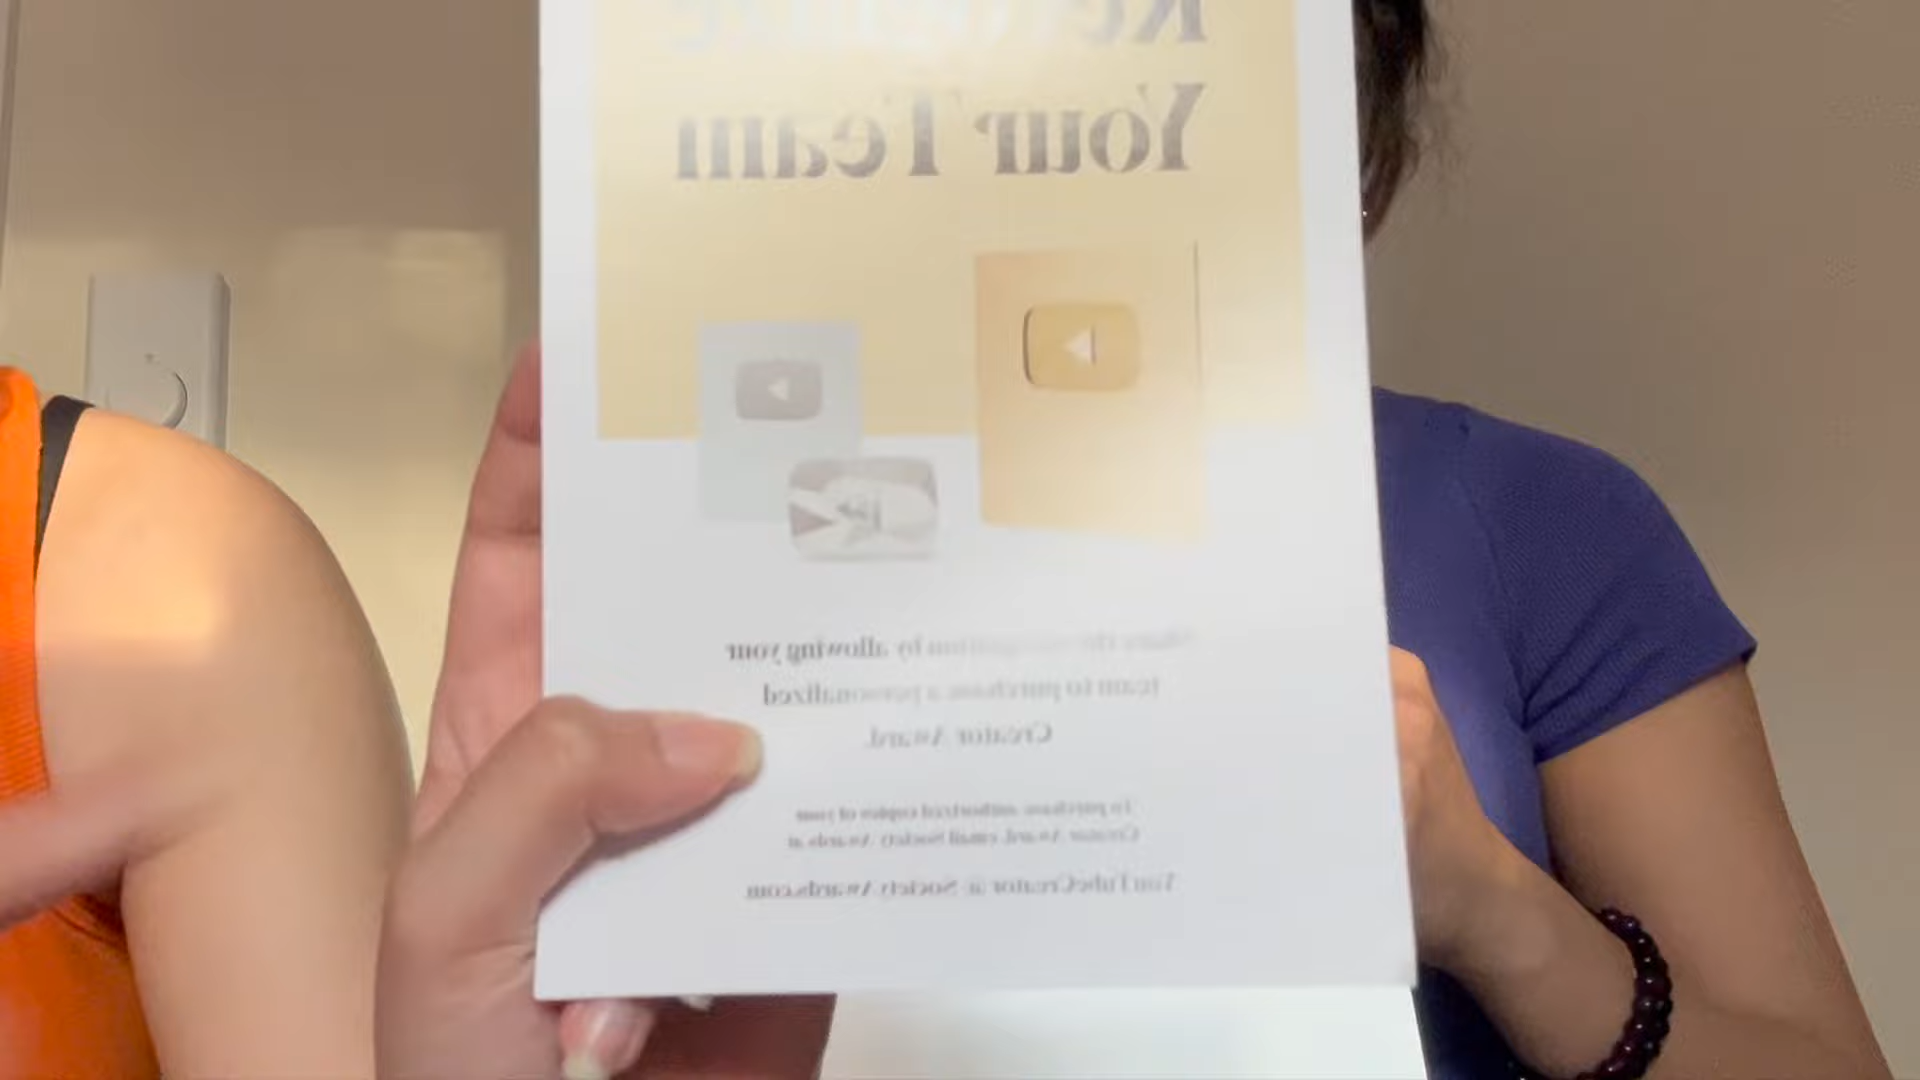 Your Team
Share the recognition by allowing your
team to purchase a personalized
Creator Award.
To purchase authorized copies of your
Creator Award, email Society Awards at
YouTubeCreator@SocietyAwards.com